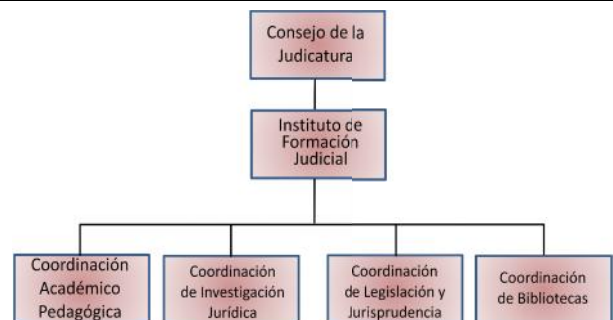 Consejo de la
Judicatura
Instituto de
Formación
Judicial
Coordinación
Académico
Pedagógica
Coordinación
de Investigación
Jurídica
Coordinación
de Legislación y
Jurisprudencia
Coordinación
de Bibliotecas